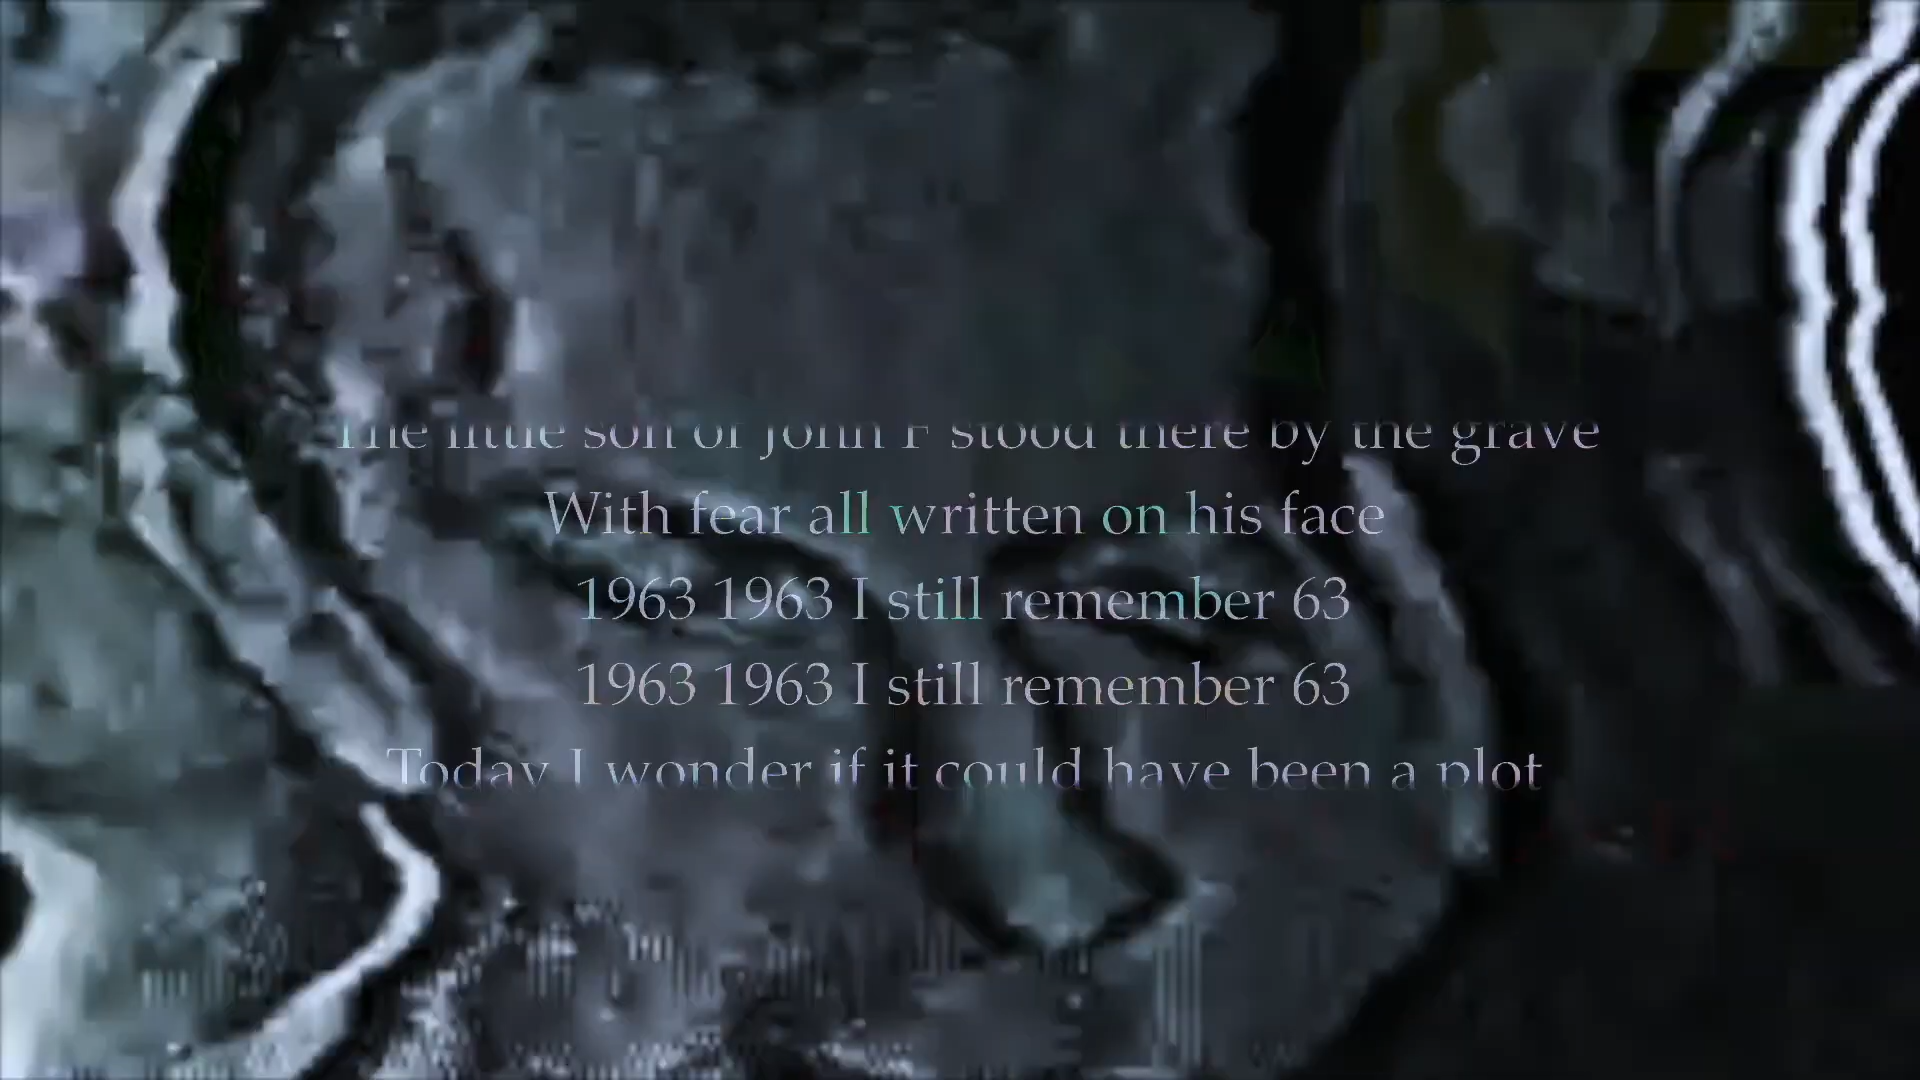 The little son of John F stood there by the grave
With fear all written on his face
1963 1963 I still remember 63
1963 1963 I still remember 63
Today I wonder if it could have been a plot